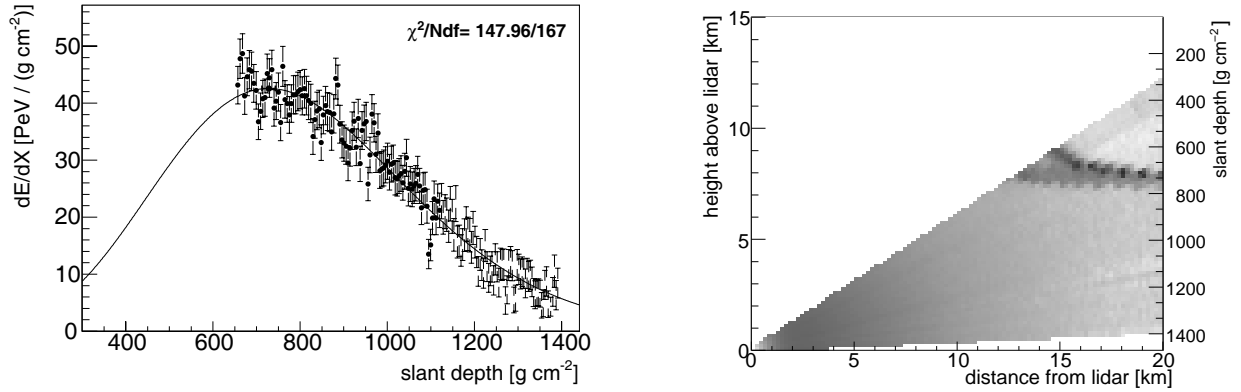 dE/dX [PeV / (g cm⁻²)]
50
40
30
20
10
0
χ²/Ndf= 147.96/167
400 600 800 1000 1200 1400
slant depth [g cm⁻²]
height above lidar [km]
15
10
5
0
0 5 10 15 20
distance from lidar [km]
200
400
600
800
1000
1200
1400
slant depth [g cm⁻²]